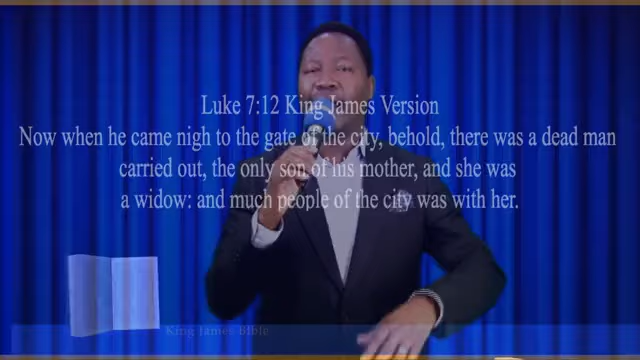 Luke 7:12 King James Version
Now when he came nigh to the gate of the city, behold, there was a dead man
carried out, the only son of his mother, and she was
a widow: and much people of the city was with her.
King James Bible